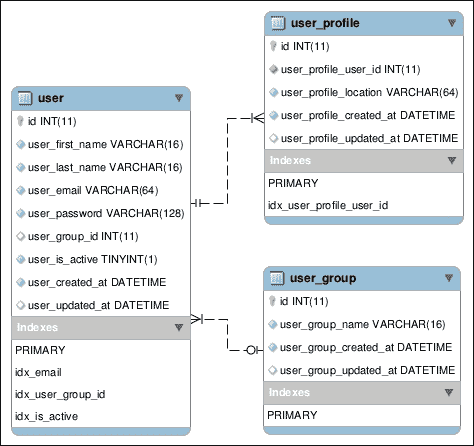 user
id INT(11)
user_first_name VARCHAR(16)
user_last_name VARCHAR(16)
user_email VARCHAR(64)
user_password VARCHAR(128)
user_group_id INT(11)
user_is_active TINYINT(1)
user_created_at DATETIME
user_updated_at DATETIME
Indexes
PRIMARY
idx_email
idx_user_group_id
idx_is_active
user_profile
id INT(11)
user_profile_user_id INT(11)
user_profile_location VARCHAR(64)
user_profile_created_at DATETIME
user_profile_updated_at DATETIME
Indexes
PRIMARY
idx_user_profile_user_id
user_group
id INT(11)
user_group_name VARCHAR(16)
user_group_created_at DATETIME
user_group_updated_at DATETIME
Indexes
PRIMARY